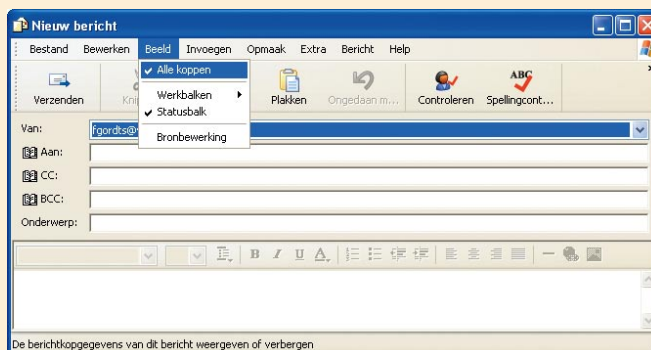 Nieuw bericht
Bestand Bewerken Beeld Invoegen Opmaak Extra Bericht Help
Alle koppen
Werkbalken
Statusbalk
Bronbewerking
Verzenden Plakken Ongedaan m... Controleren Spellingcont...
ABC
Van: fgordts@
Aan:
CC:
BCC:
Onderwerp:
B I U A
De berichtkopgegevens van dit bericht weergeven of verbergen